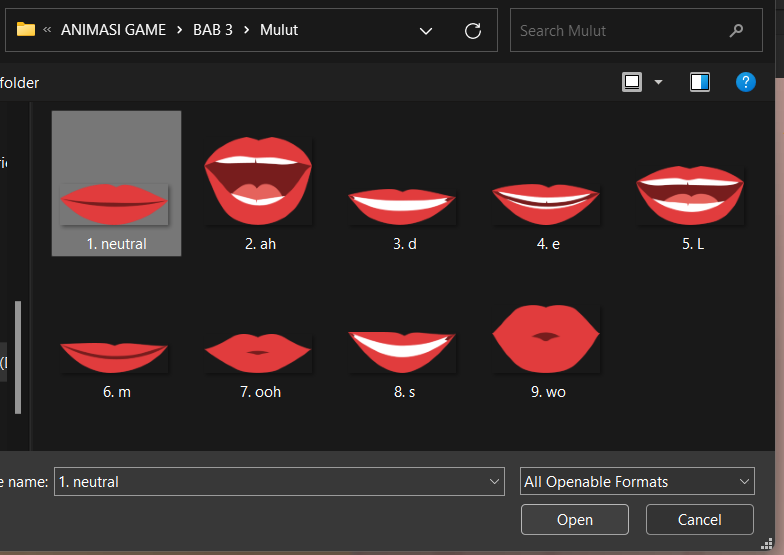 « ANIMASI GAME > BAB 3 > Mulut
Search Mulut
folder
1. neutral
2. ah
3. d
4. e
5. L
6. m
7. ooh
8. s
9. wo
e name: 1. neutral
All Openable Formats
Open
Cancel